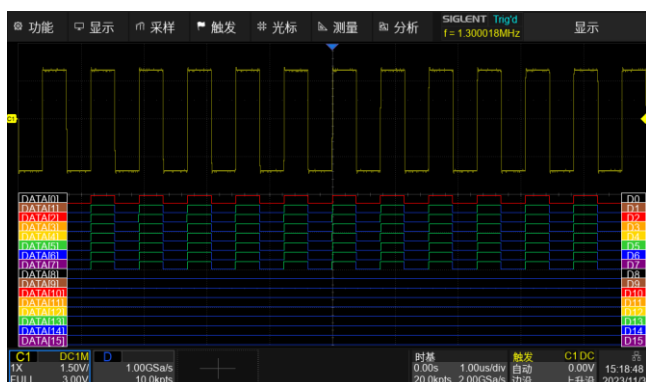 功能 显示 采样 触发 光标 测量 分析 SIGLENT Trig'd 显示
f = 1.300018MHz
C1
DATA[0] D0
DATA[1] D1
DATA[2] D2
DATA[3] D3
DATA[4] D4
DATA[5] D5
DATA[6] D6
DATA[7] D7
DATA[8] D8
DATA[9] D9
DATA[10] D10
DATA[11] D11
DATA[12] D12
DATA[13] D13
DATA[14] D14
DATA[15] D15
C1 DC1M D 时基 触发 C1 DC
1X 1.50V/ 1.00GSa/s 0.00s 1.00us/div 自动 0.00V 15:18:48
FULL 3.00V 10.0kpts 20.0kpts 2.00GSa/s 边沿 上升沿